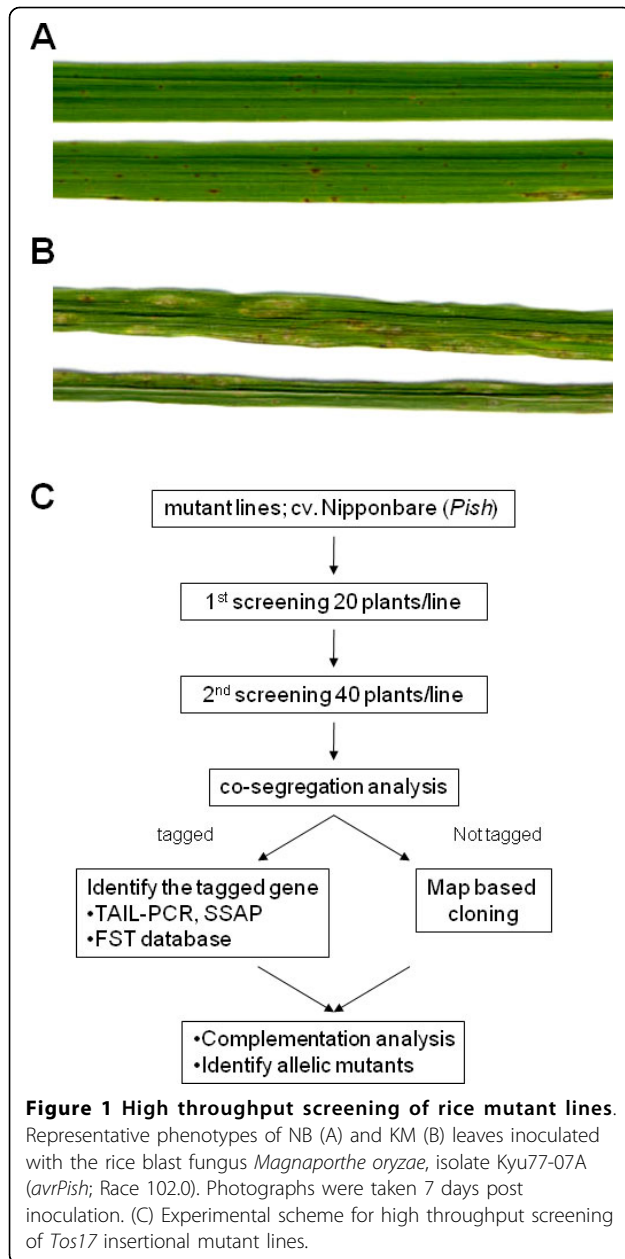 A
B
C
mutant lines; cv. Nipponbare (Pish)
1st screening 20 plants/line
2nd screening 40 plants/line
co-segregation analysis
tagged
Not tagged
Identify the tagged gene
•TAIL-PCR, SSAP
•FST database
Map based
cloning
•Complementation analysis
•Identify allelic mutants
Figure 1 High throughput screening of rice mutant lines.
Representative phenotypes of NB (A) and KM (B) leaves inoculated
with the rice blast fungus Magnaporthe oryzae, isolate Kyu77-07A
(avrPish; Race 102.0). Photographs were taken 7 days post
inoculation. (C) Experimental scheme for high throughput screening
of Tos17 insertional mutant lines.